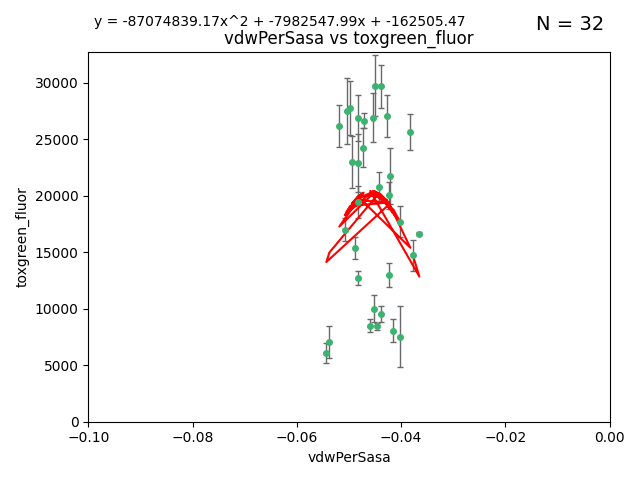 y = -87074839.17x^2 + -7982547.99x + -162505.47
N = 32
vdwPerSasa vs toxgreen_fluor
toxgreen_fluor
30000
25000
20000
15000
10000
5000
0
−0.10
−0.08
−0.06
−0.04
−0.02
0.00
vdwPerSasa